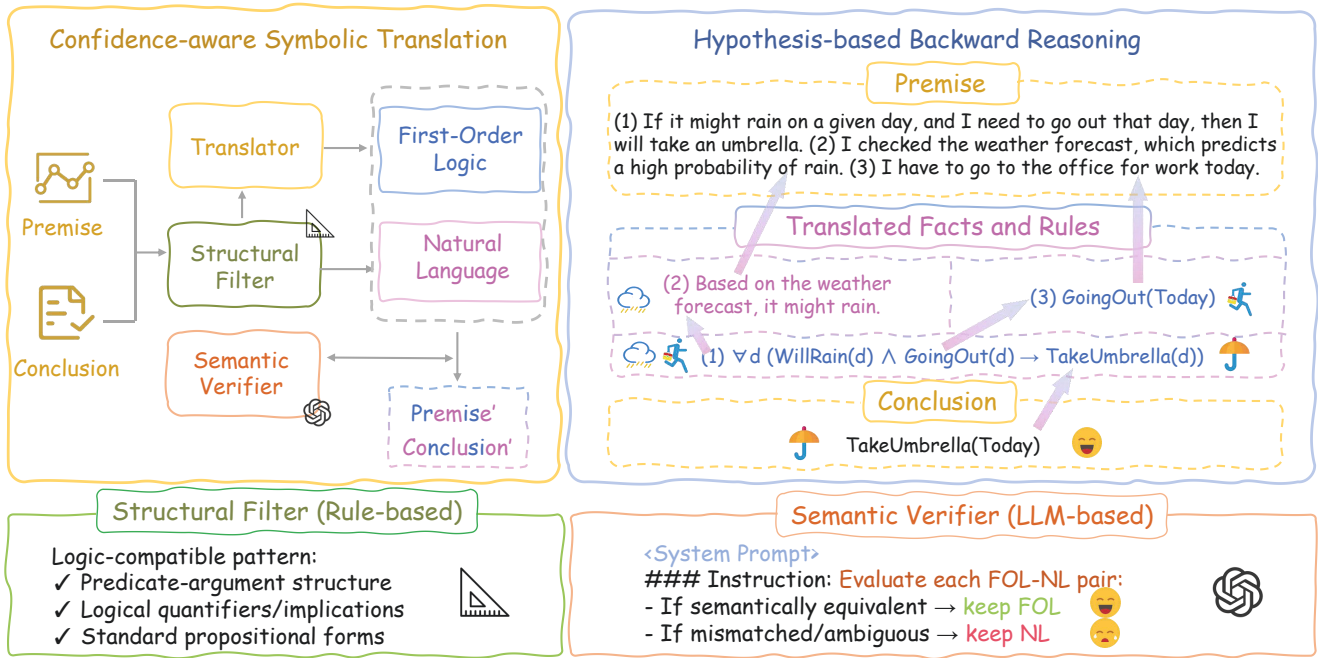 Confidence-aware Symbolic Translation
Translator
First-Order
Logic
Premise
Structural
Filter
Natural
Language
Conclusion
Semantic
Verifier
Premise’
Conclusion’
Hypothesis-based Backward Reasoning
Premise
(1) If it might rain on a given day, and I need to go out that day, then I
will take an umbrella. (2) I checked the weather forecast, which predicts
a high probability of rain. (3) I have to go to the office for work today.
Translated Facts and Rules
(2) Based on the weather
forecast, it might rain.
(3) GoingOut(Today)
(1) ∀d (WillRain(d) ∧ GoingOut(d) → TakeUmbrella(d))
Conclusion
TakeUmbrella(Today)
Structural Filter (Rule-based)
Logic-compatible pattern:
✓ Predicate-argument structure
✓ Logical quantifiers/implications
✓ Standard propositional forms
Semantic Verifier (LLM-based)
<System Prompt>
### Instruction: Evaluate each FOL-NL pair:
- If semantically equivalent → keep FOL
- If mismatched/ambiguous → keep NL